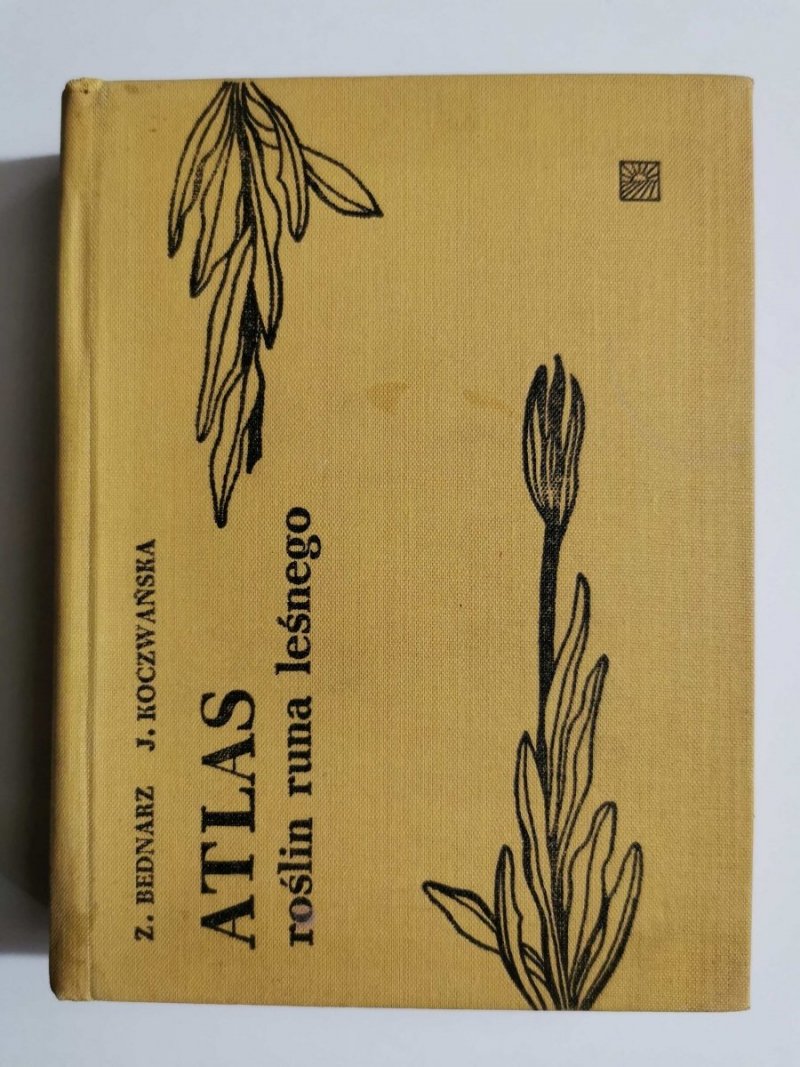 Z. BEDNARZ J. KOCZWAŃSKA
ATLAS
roślin runa leśnego